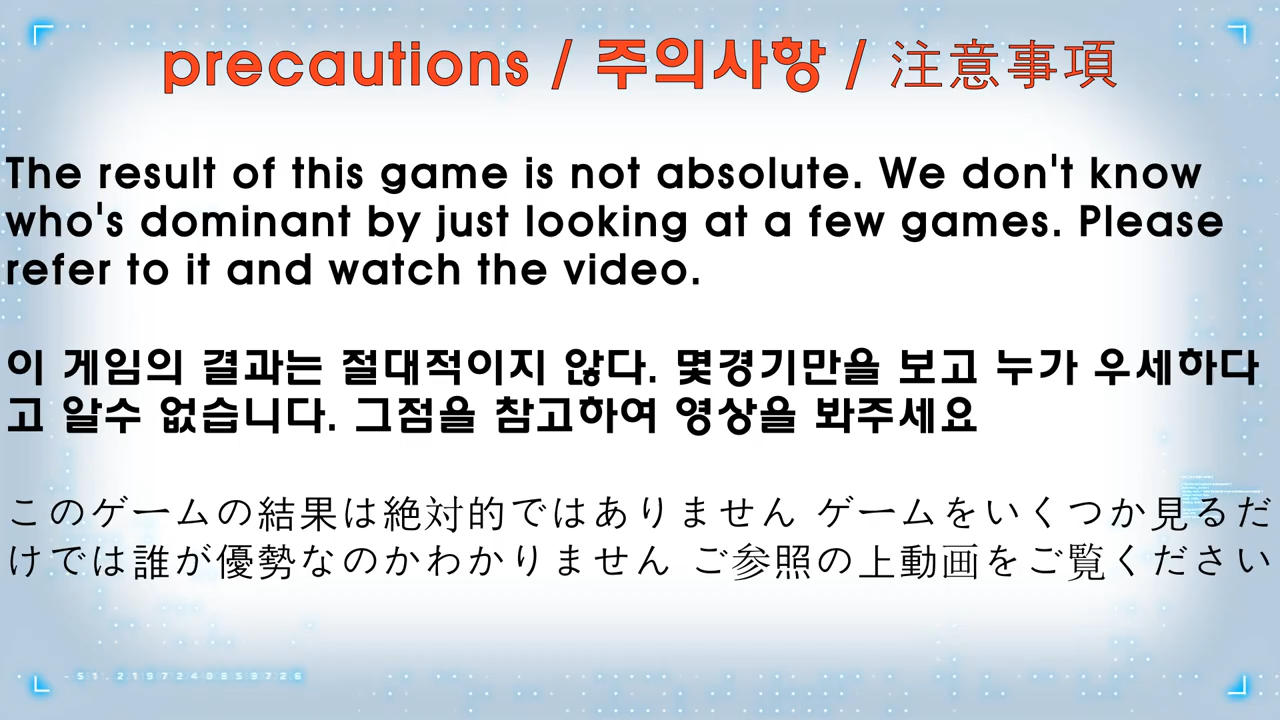 precautions / 주의사항 / 注意事項
The result of this game is not absolute. We don't know
who's dominant by just looking at a few games. Please
refer to it and watch the video.
이 게임의 결과는 절대적이지 않다. 몇경기만을 보고 누가 우세하다
고 알수 없습니다. 그점을 참고하여 영상을 봐주세요
このゲームの結果は絶対的ではありません ゲームをいくつか見るだ
けでは誰が優勢なのかわかりません ご参照の上動画をご覧ください
-51.2197240859726